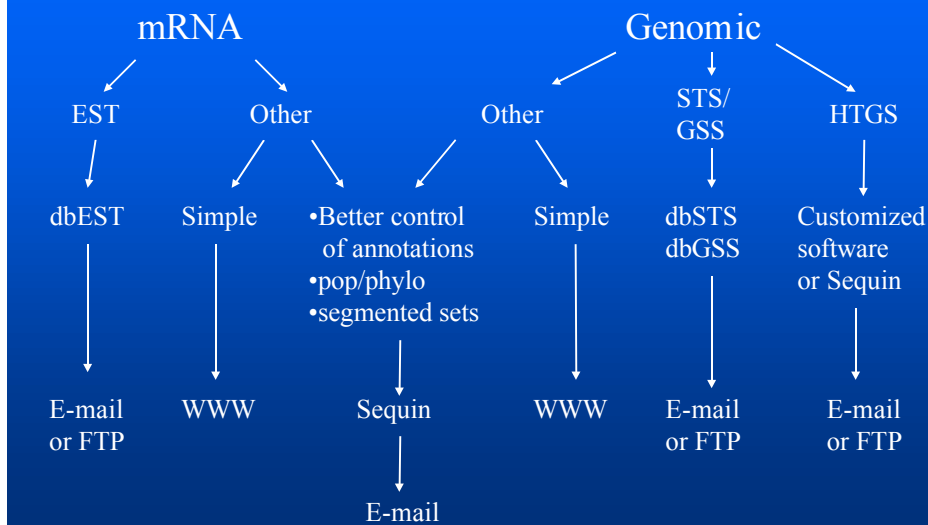 mRNA
Genomic
EST
Other
Other
STS/
GSS
HTGS
dbEST
Simple
•Better control
of annotations
•pop/phylo
•segmented sets
Simple
dbSTS
dbGSS
Customized
software
or Sequin
E-mail
or FTP
WWW
Sequin
WWW
E-mail
or FTP
E-mail
or FTP
E-mail